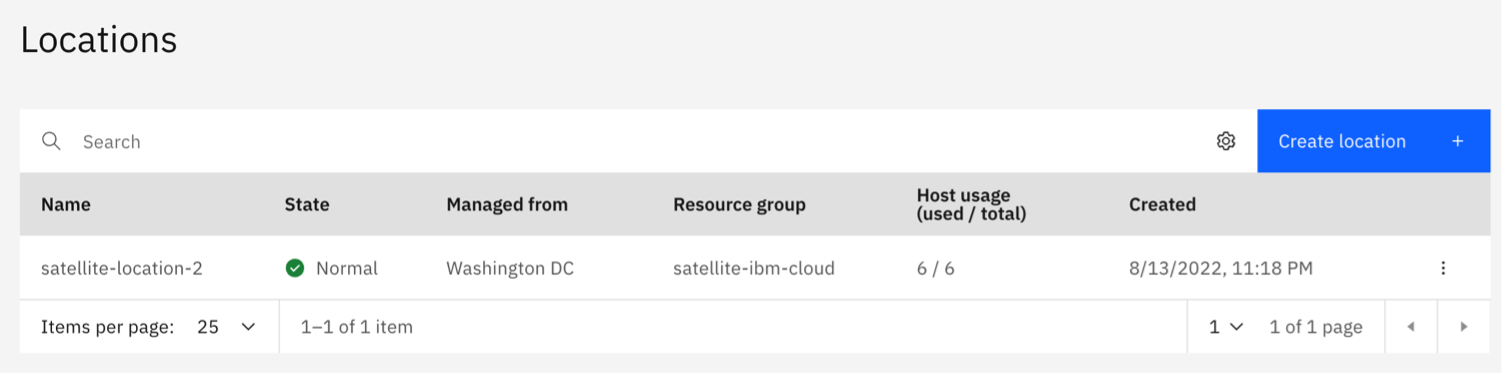 Locations
Search
Create location +
Name State Managed from Resource group Host usage (used / total) Created
satellite-location-2 Normal Washington DC satellite-ibm-cloud 6 / 6 8/13/2022, 11:18 PM
Items per page: 25 1–1 of 1 item 1 1 of 1 page